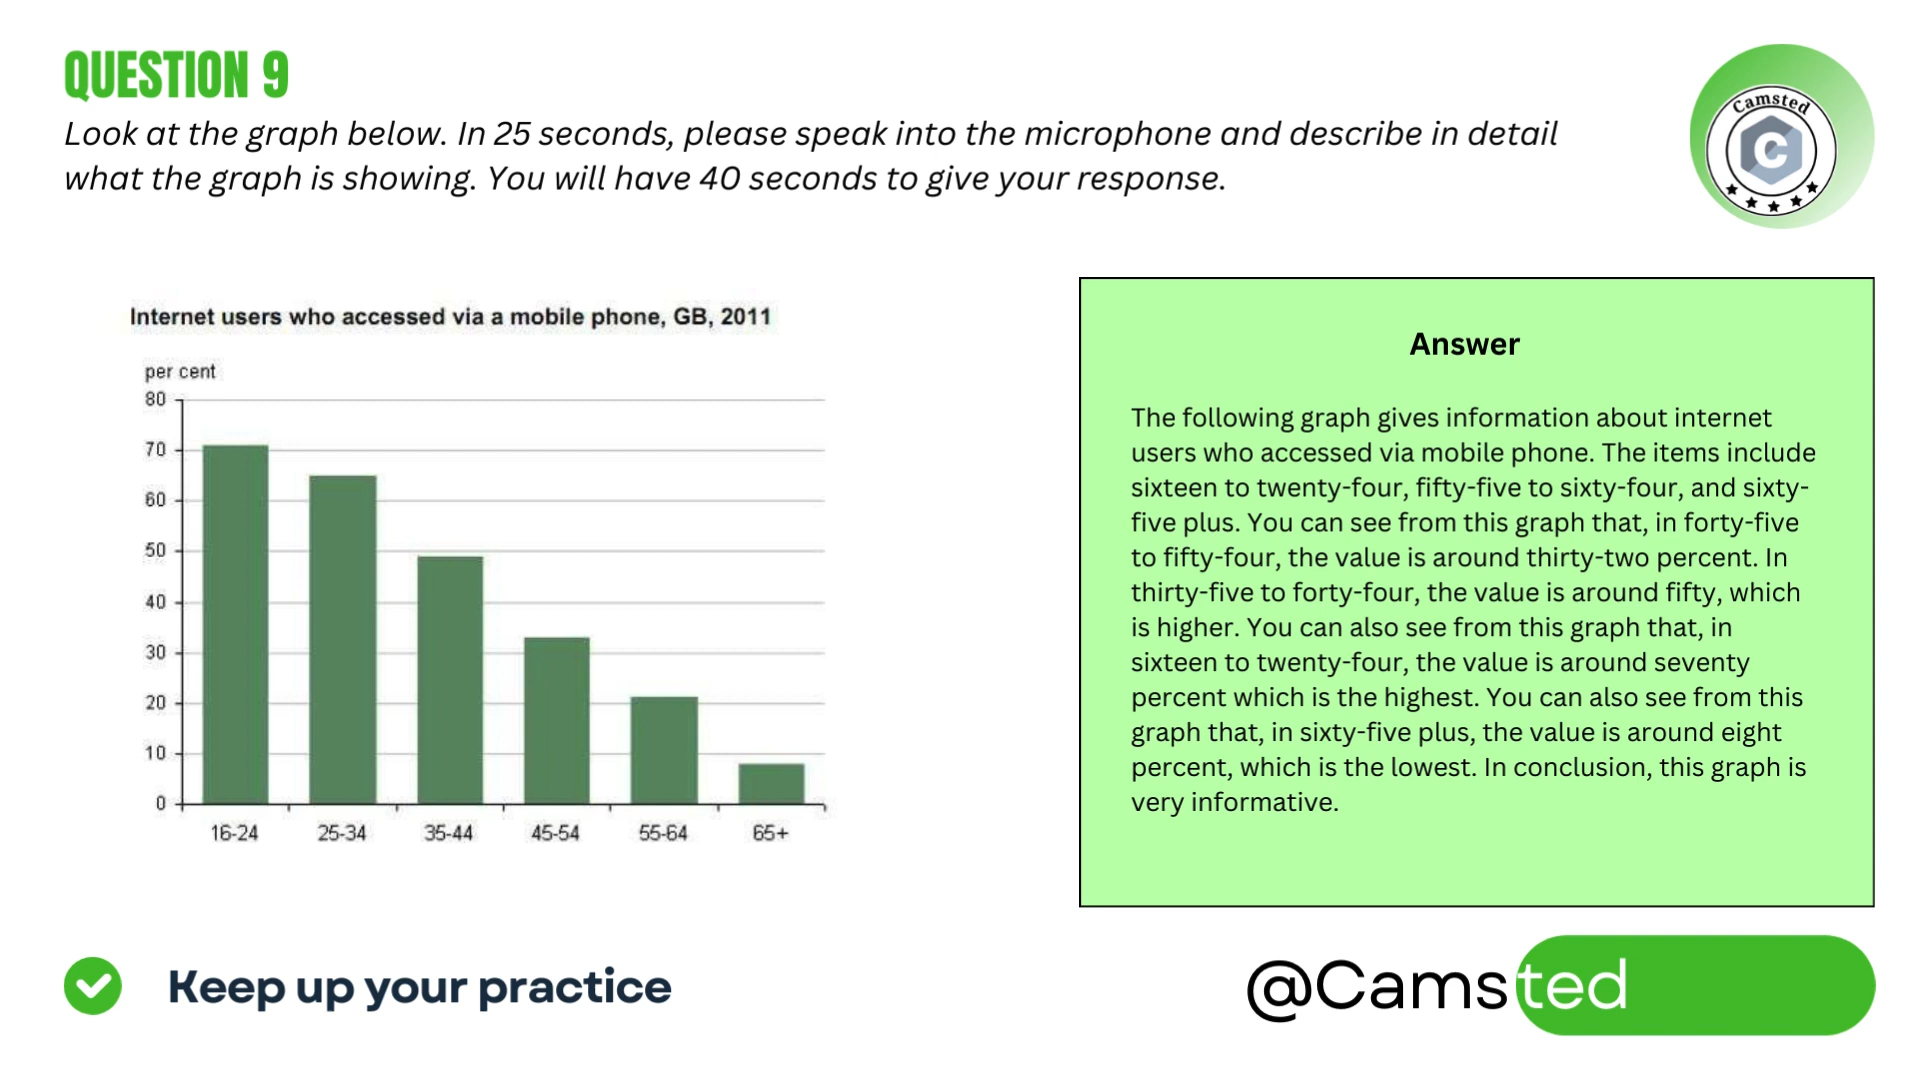 QUESTION 9
Look at the graph below. In 25 seconds, please speak into the microphone and describe in detail
what the graph is showing. You will have 40 seconds to give your response.
Camsted
C
Internet users who accessed via a mobile phone, GB, 2011
per cent
80
70
60
50
40
30
20
10
0
16-24 25-34 35-44 45-54 55-64 65+
Answer
The following graph gives information about internet
users who accessed via mobile phone. The items include
sixteen to twenty-four, fifty-five to sixty-four, and sixty-
five plus. You can see from this graph that, in forty-five
to fifty-four, the value is around thirty-two percent. In
thirty-five to forty-four, the value is around fifty, which
is higher. You can also see from this graph that, in
sixteen to twenty-four, the value is around seventy
percent which is the highest. You can also see from this
graph that, in sixty-five plus, the value is around eight
percent, which is the lowest. In conclusion, this graph is
very informative.
Keep up your practice
@Camsted